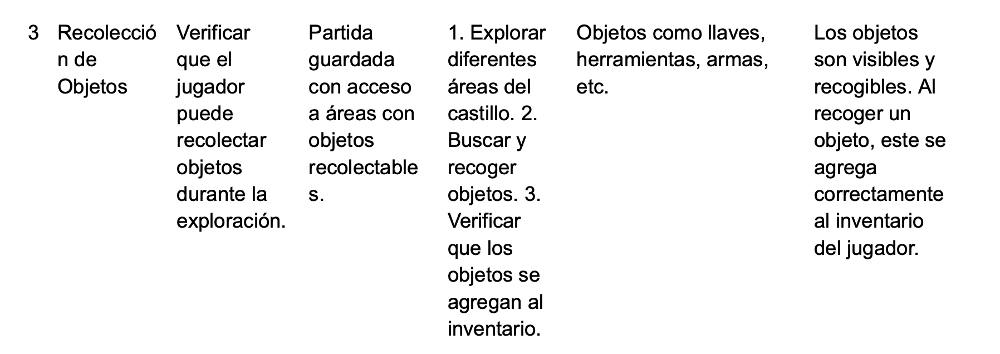 3
Recolecció
n de
Objetos
Verificar
que el
jugador
puede
recolectar
objetos
durante la
exploración.
Partida
guardada
con acceso
a áreas con
objetos
recolectable
s.
1. Explorar
diferentes
áreas del
castillo. 2.
Buscar y
recoger
objetos. 3.
Verificar
que los
objetos se
agregan al
inventario.
Objetos como llaves,
herramientas, armas,
etc.
Los objetos
son visibles y
recogibles. Al
recoger un
objeto, este se
agrega
correctamente
al inventario
del jugador.